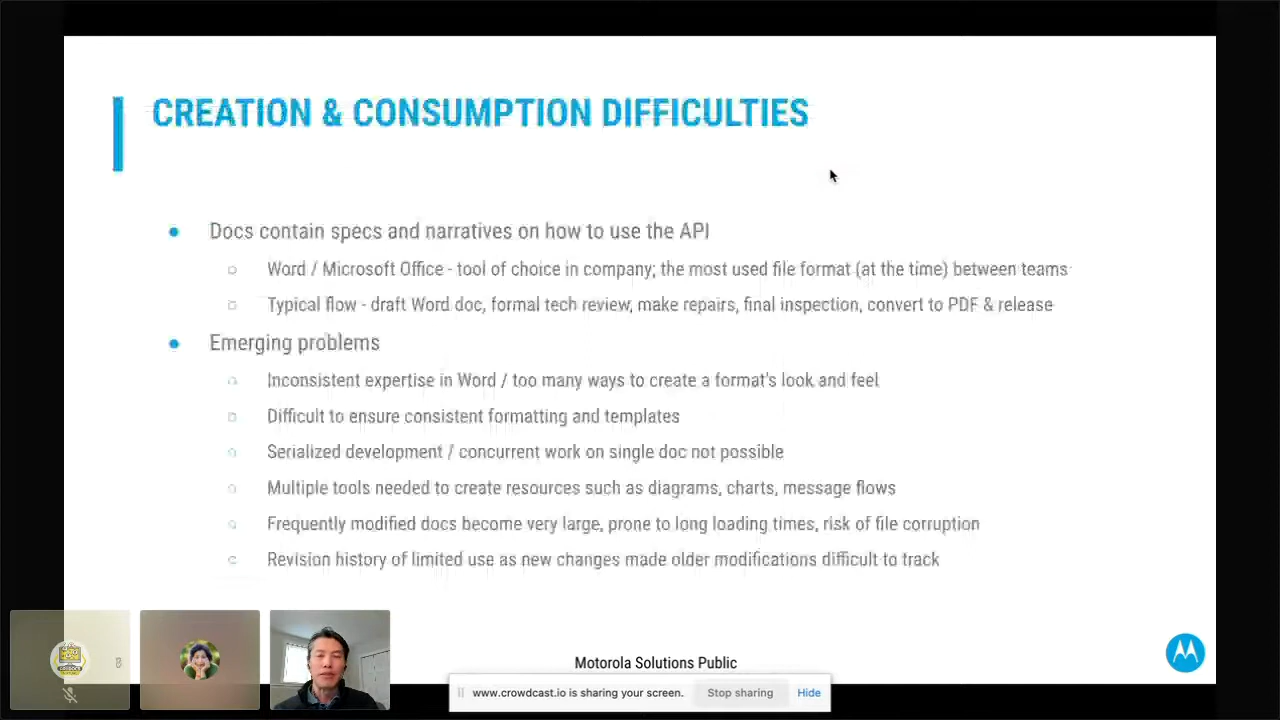 CREATION & CONSUMPTION DIFFICULTIES
Docs contain specs and narratives on how to use the API
Word / Microsoft Office - tool of choice in company; the most used file format (at the time) between teams
Typical flow - draft Word doc, formal tech review, make repairs, final inspection, convert to PDF & release
Emerging problems
Inconsistent expertise in Word / too many ways to create a format's look and feel
Difficult to ensure consistent formatting and templates
Serialized development / concurrent work on single doc not possible
Multiple tools needed to create resources such as diagrams, charts, message flows
Frequently modified docs become very large, prone to long loading times, risk of file corruption
Revision history of limited use as new changes made older modifications difficult to track
Motorola Solutions Public
www.crowdcast.io is sharing your screen.
Stop sharing
Hide